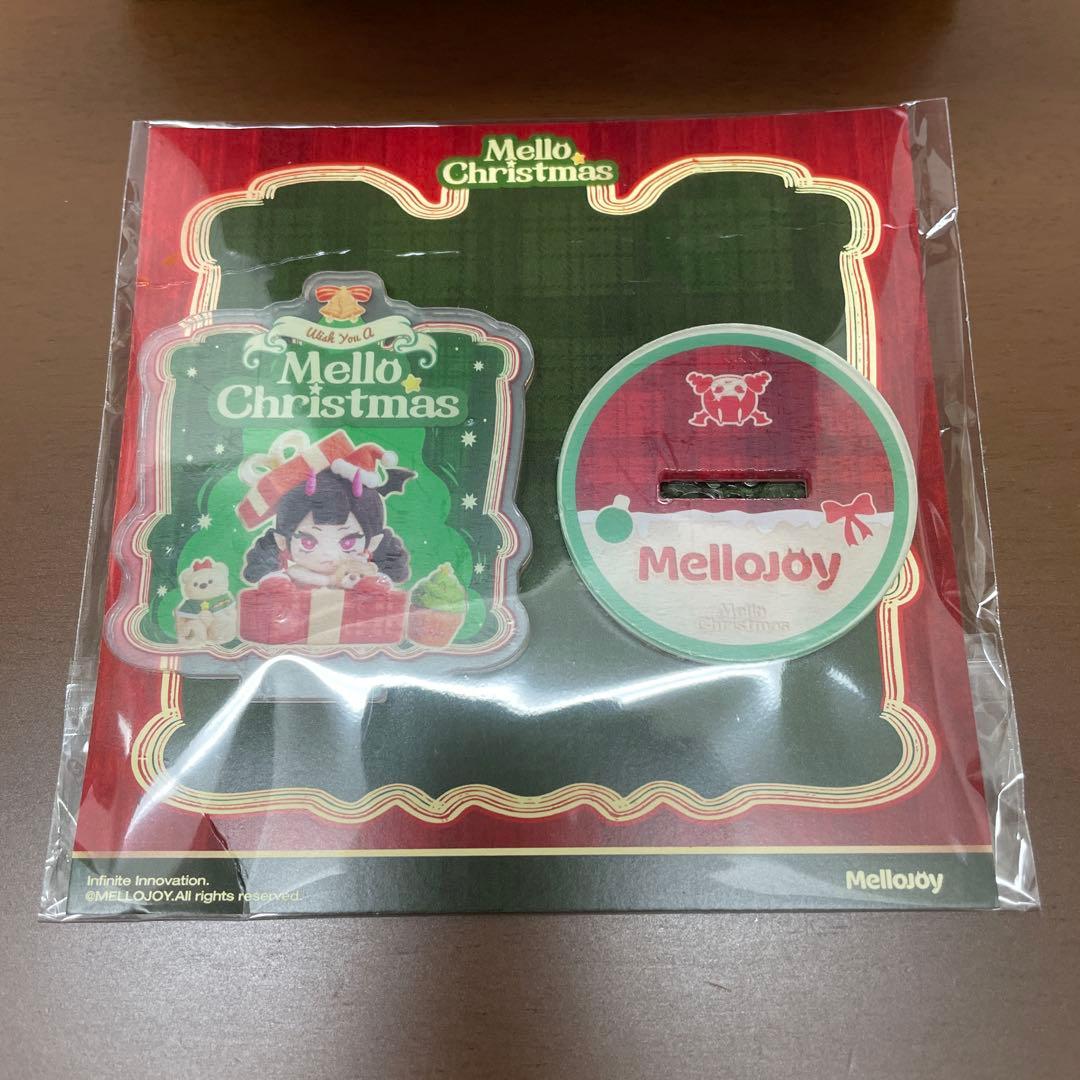 Mello
Christmas
Wish You A
Mello
Christmas
MELLOJOY
Mello
Christmas
Infinite Innovation.
©MELLOJOY.All rights reserved.
MELLOJOY